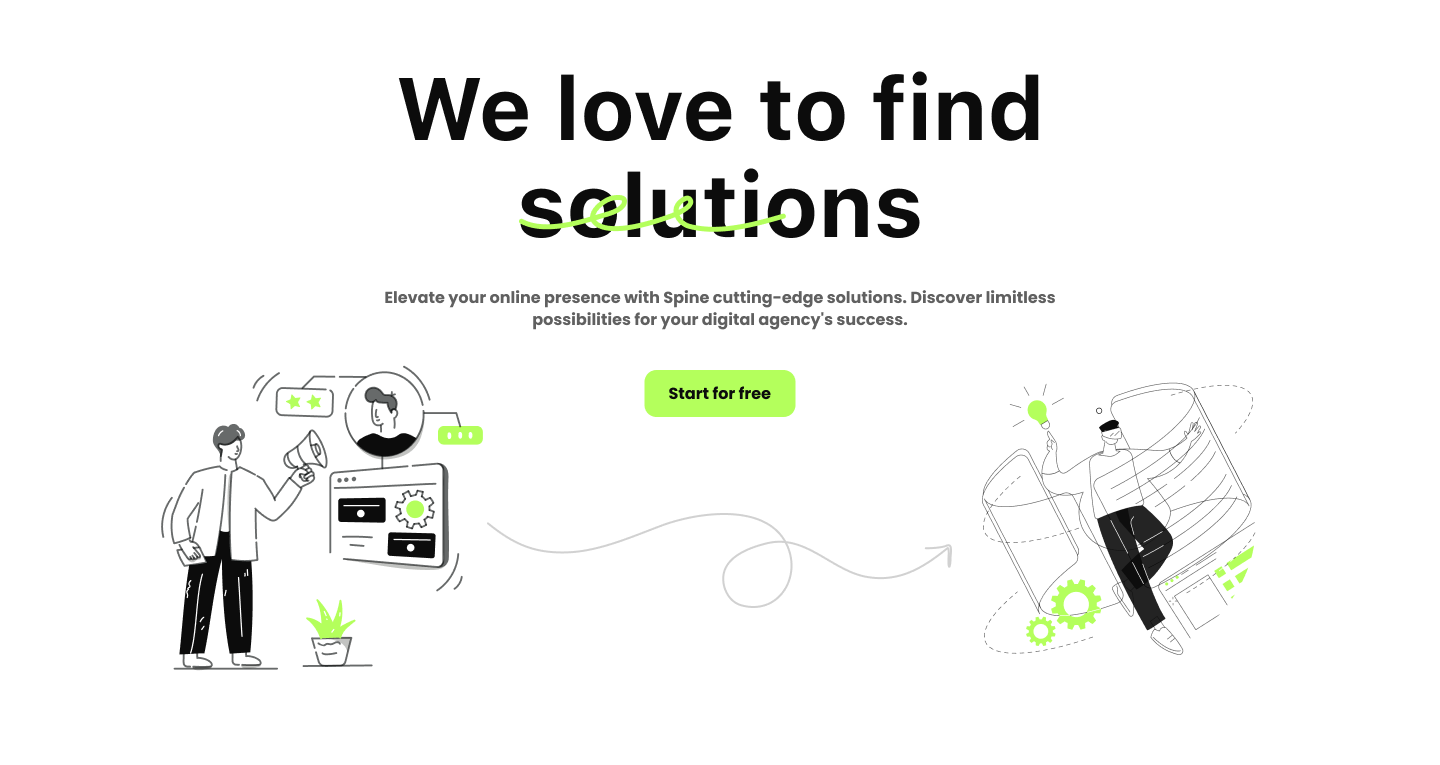 We love to find
solutions
Elevate your online presence with Spine cutting-edge solutions. Discover limitless
possibilities for your digital agency's success.
Start for free